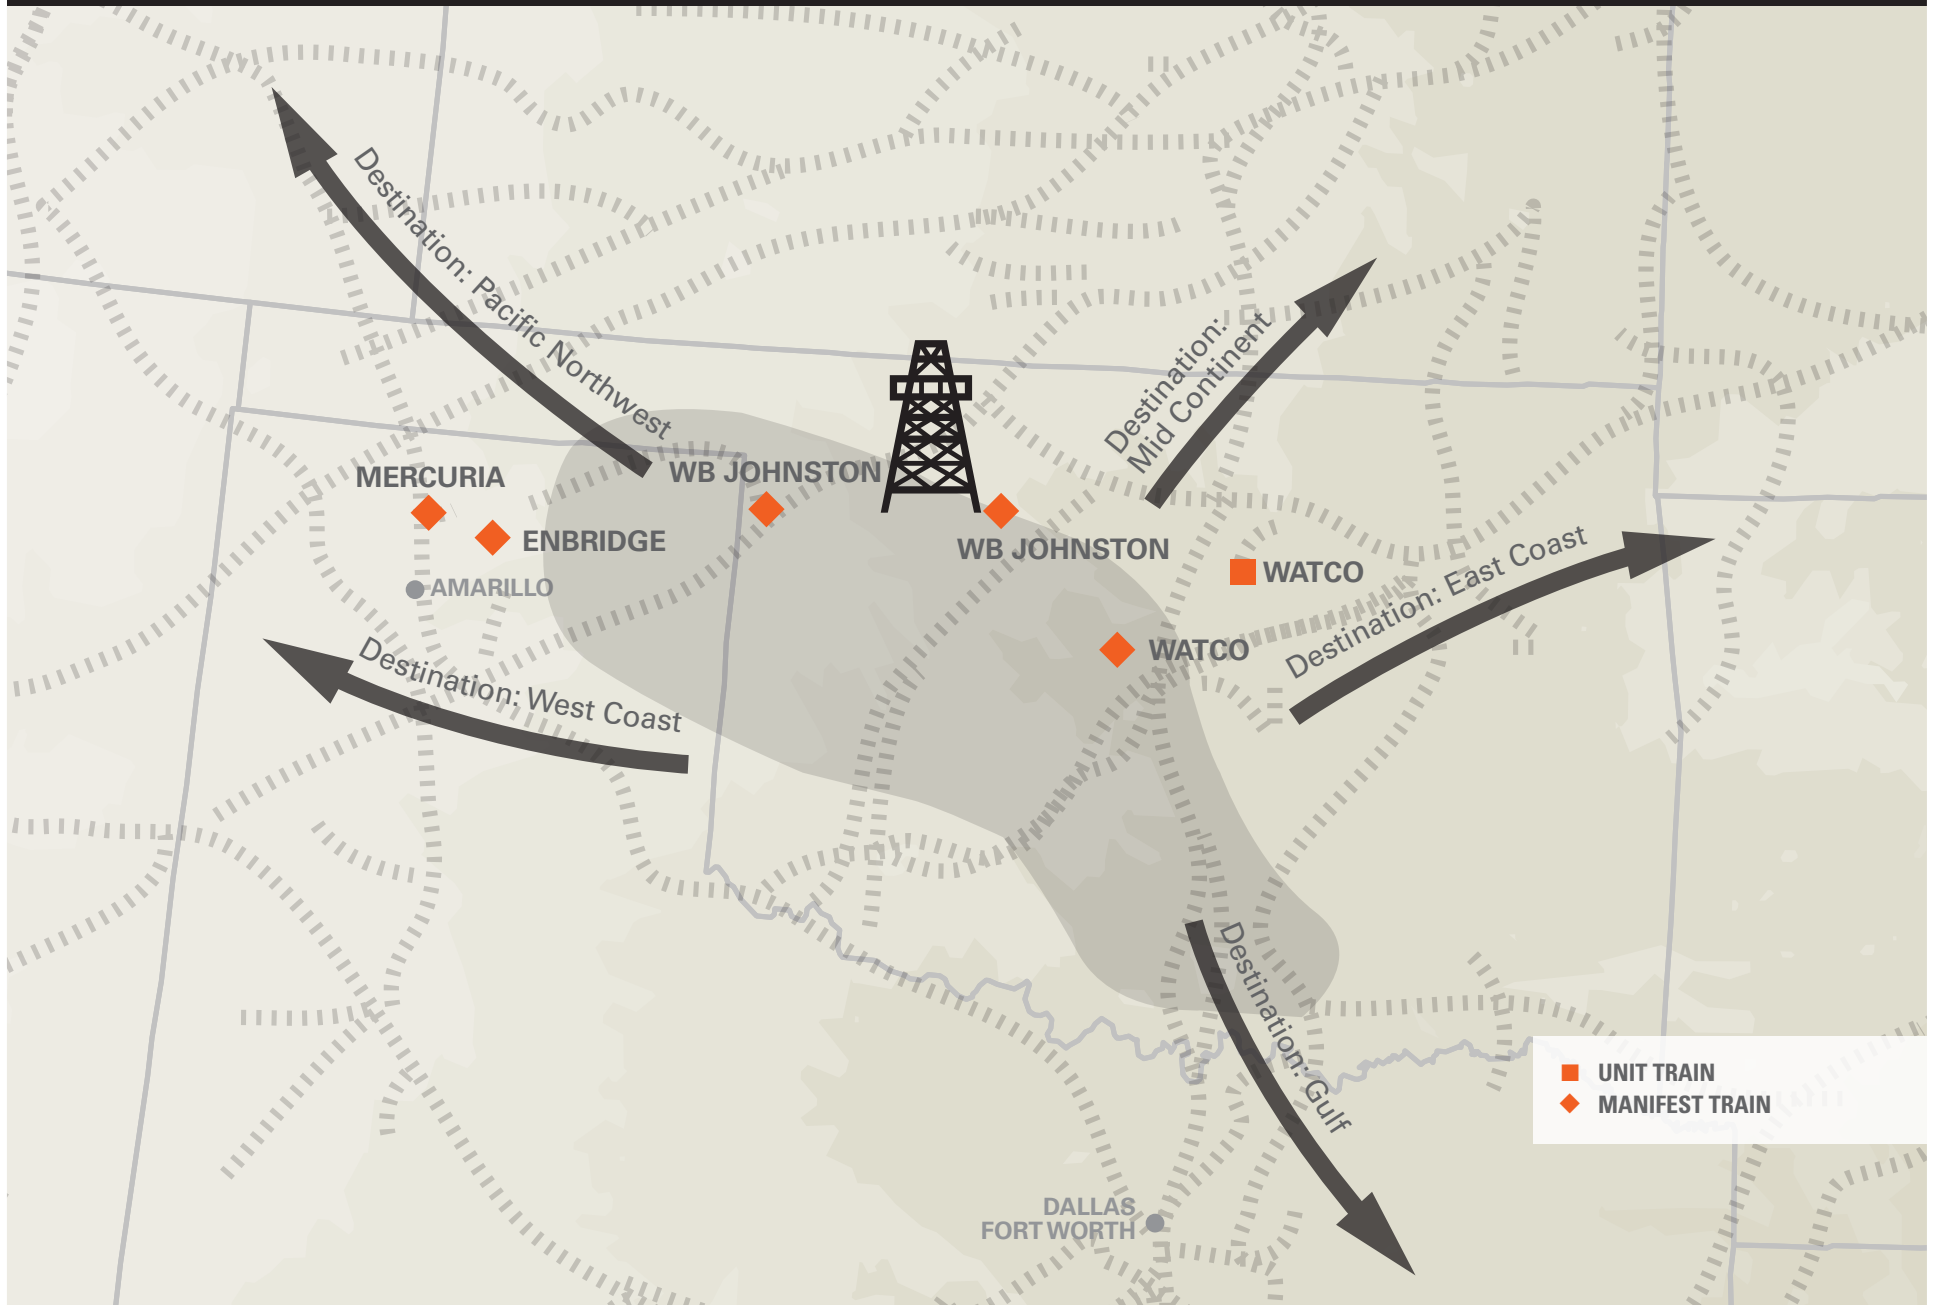 Destination: Pacific Northwest
Destination:
Mid Continent
MERCURIA
WB JOHNSTON
ENBRIDGE
WB JOHNSTON
Destination: East Coast
WATCO
AMARILLO
WATCO
Destination: West Coast
Destination: Gulf
UNIT TRAIN
MANIFEST TRAIN
DALLAS
FORT WORTH